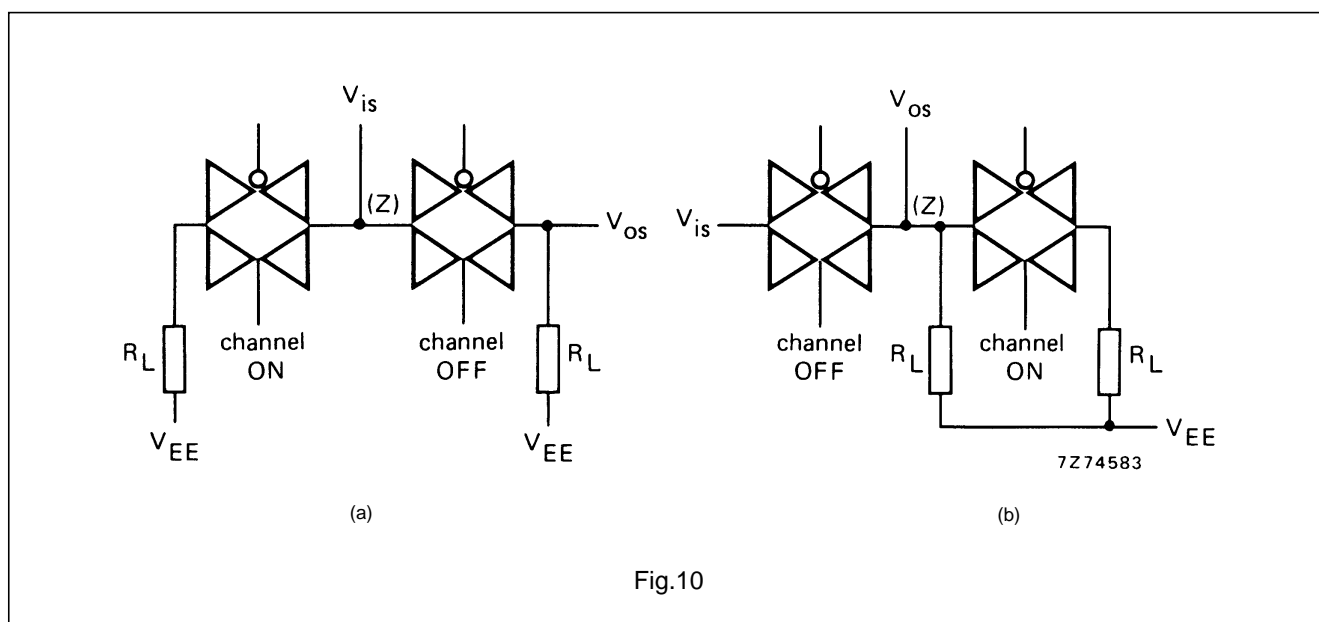 V_is
(Z)
V_os
channel
ON
channel
OFF
R_L
R_L
V_EE
V_EE
(a)
V_os
V_is
(Z)
channel
OFF
R_L
channel
ON
R_L
V_EE
7Z74583
(b)
Fig.10